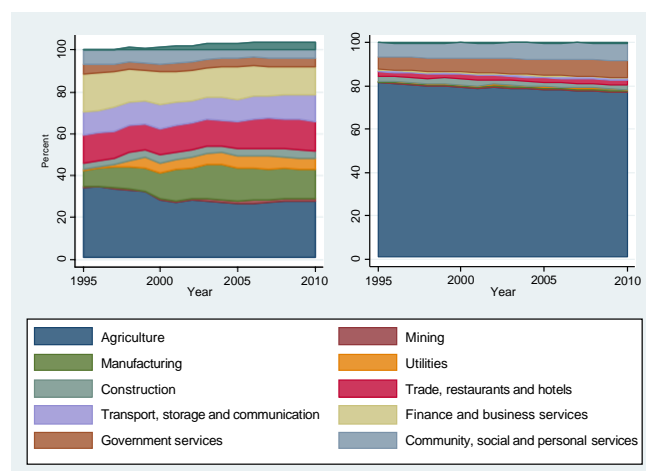 100
80
60
40
20
0
Percent
1995
2000
2005
2010
Year
100
80
60
40
20
0
1995
2000
2005
2010
Year
Agriculture
Mining
Manufacturing
Utilities
Construction
Trade, restaurants and hotels
Transport, storage and communication
Finance and business services
Government services
Community, social and personal services